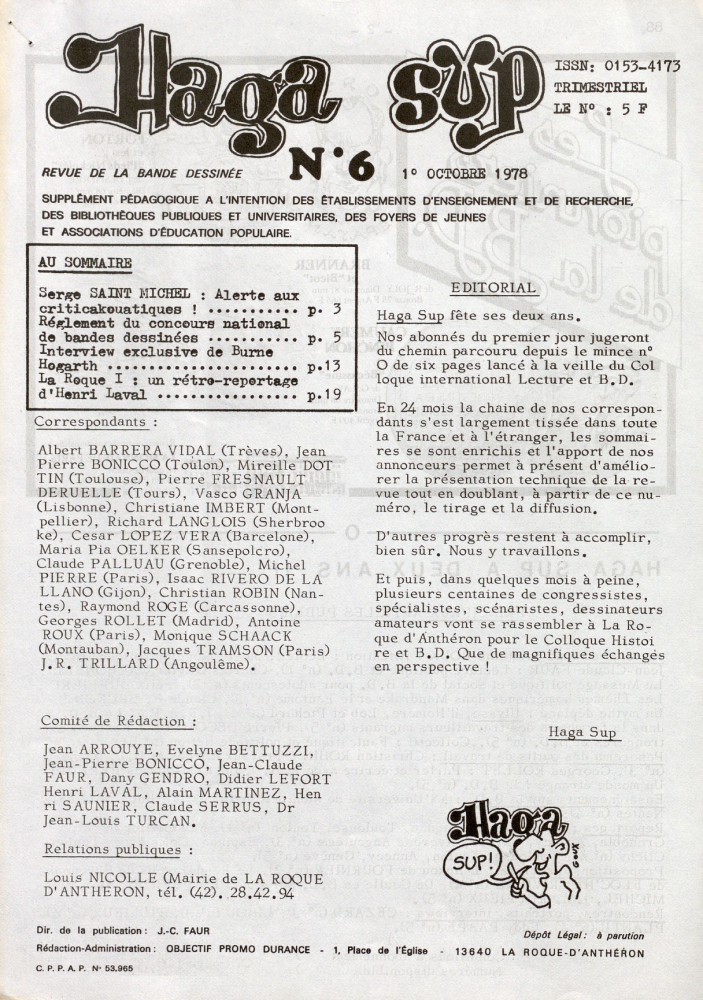 Haga sup
ISSN: 0153-4173
TRIMESTRIEL
LE N° : 5 F
REVUE DE LA BANDE DESSINÉE
N°6
1° OCTOBRE 1978
SUPPLÉMENT PÉDAGOGIQUE A L'INTENTION DES ÉTABLISSEMENTS D'ENSEIGNEMENT ET DE RECHERCHE,
DES BIBLIOTHÈQUES PUBLIQUES ET UNIVERSITAIRES, DES FOYERS DE JEUNES
ET ASSOCIATIONS D'ÉDUCATION POPULAIRE.
AU SOMMAIRE
Serge SAINT MICHEL : Alerte aux
criticakouatiques ! ........... p. 3
Réglement du concours national
de bandes dessinées ........... p. 5
Interview exclusive de Burne
Hogarth ....................... p.13
La Roque I : un rétro-reportage
d'Henri Laval ................. p.19
Correspondants :
Albert BARRERA VIDAL (Trèves), Jean
Pierre BONICCO (Toulon), Mireille DOT
TIN (Toulouse), Pierre FRESNAULT
DERUELLE (Tours), Vasco GRANJA
(Lisbonne), Christiane IMBERT (Mont-
pellier), Richard LANGLOIS (Sherbroo
ke), Cesar LOPEZ VERA (Barcelone),
Maria Pia OELKER (Sansepolcro),
Claude PALLUAU (Grenoble), Michel
PIERRE (Paris), Isaac RIVERO DE LA
LLANO (Gijon), Christian ROBIN (Nan-
tes), Raymond ROGE (Carcassonne),
Georges ROLLET (Madrid), Antoine
ROUX (Paris), Monique SCHAACK
(Montauban), Jacques TRAMSON (Paris)
J.R. TRILLARD (Angoulême).
Comité de Rédaction :
Jean ARROUYE, Evelyne BETTUZZI,
Jean-Pierre BONICCO, Jean-Claude
FAUR, Dany GENDRO, Didier LEFORT
Henri LAVAL, Alain MARTINEZ, Hen
ri SAUNIER, Claude SERRUS, Dr
Jean-Louis TURCAN.
Relations publiques :
Louis NICOLLE (Mairie de LA ROQUE
D'ANTHERON, tél. (42). 28.42.94
EDITORIAL
Haga Sup fête ses deux ans.
Nos abonnés du premier jour jugeront
du chemin parcouru depuis le mince n°
O de six pages lancé à la veille du Col
loque international Lecture et B.D.
En 24 mois la chaine de nos correspon-
dants s'est largement tissée dans toute
la France et à l'étranger, les sommai-
res se sont enrichis et l'apport de nos
annonceurs permet à présent d'amélio-
rer la présentation technique de la re-
vue tout en doublant, à partir de ce nu-
méro, le tirage et la diffusion.
D'autres progrès restent à accomplir,
bien sûr. Nous y travaillons.
Et puis, dans quelques mois à peine,
plusieurs centaines de congressistes,
spécialistes, scénaristes, dessinateurs
amateurs vont se rassembler à La Ro-
que d'Anthéron pour le Colloque Histoi
re et B.D. Que de magnifiques échanges
en perspective !
Haga Sup
Haga
SUP!
GOUX
Dir. de la publication : J.-C. FAUR
Dépôt Légal : à parution
Rédaction-Administration : OBJECTIF PROMO DURANCE - 1, Place de l'Église - 13640 LA ROQUE-D'ANTHÉRON
C. P. P. A. P. N° 53.965